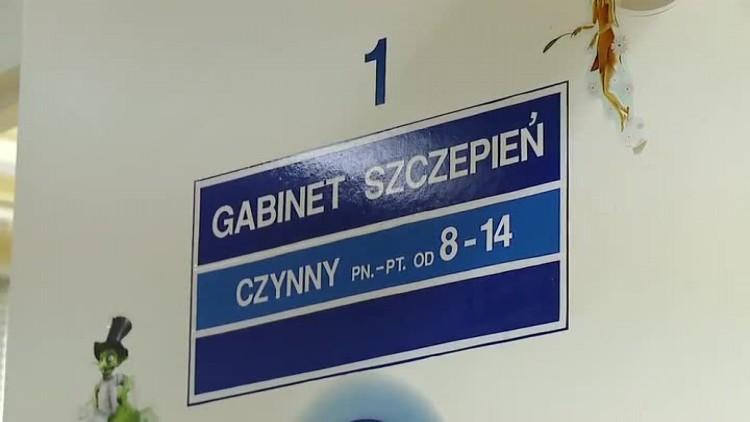 1
GABINET SZCZEPIEŃ
CZYNNY PN.-PT. OD 8-14